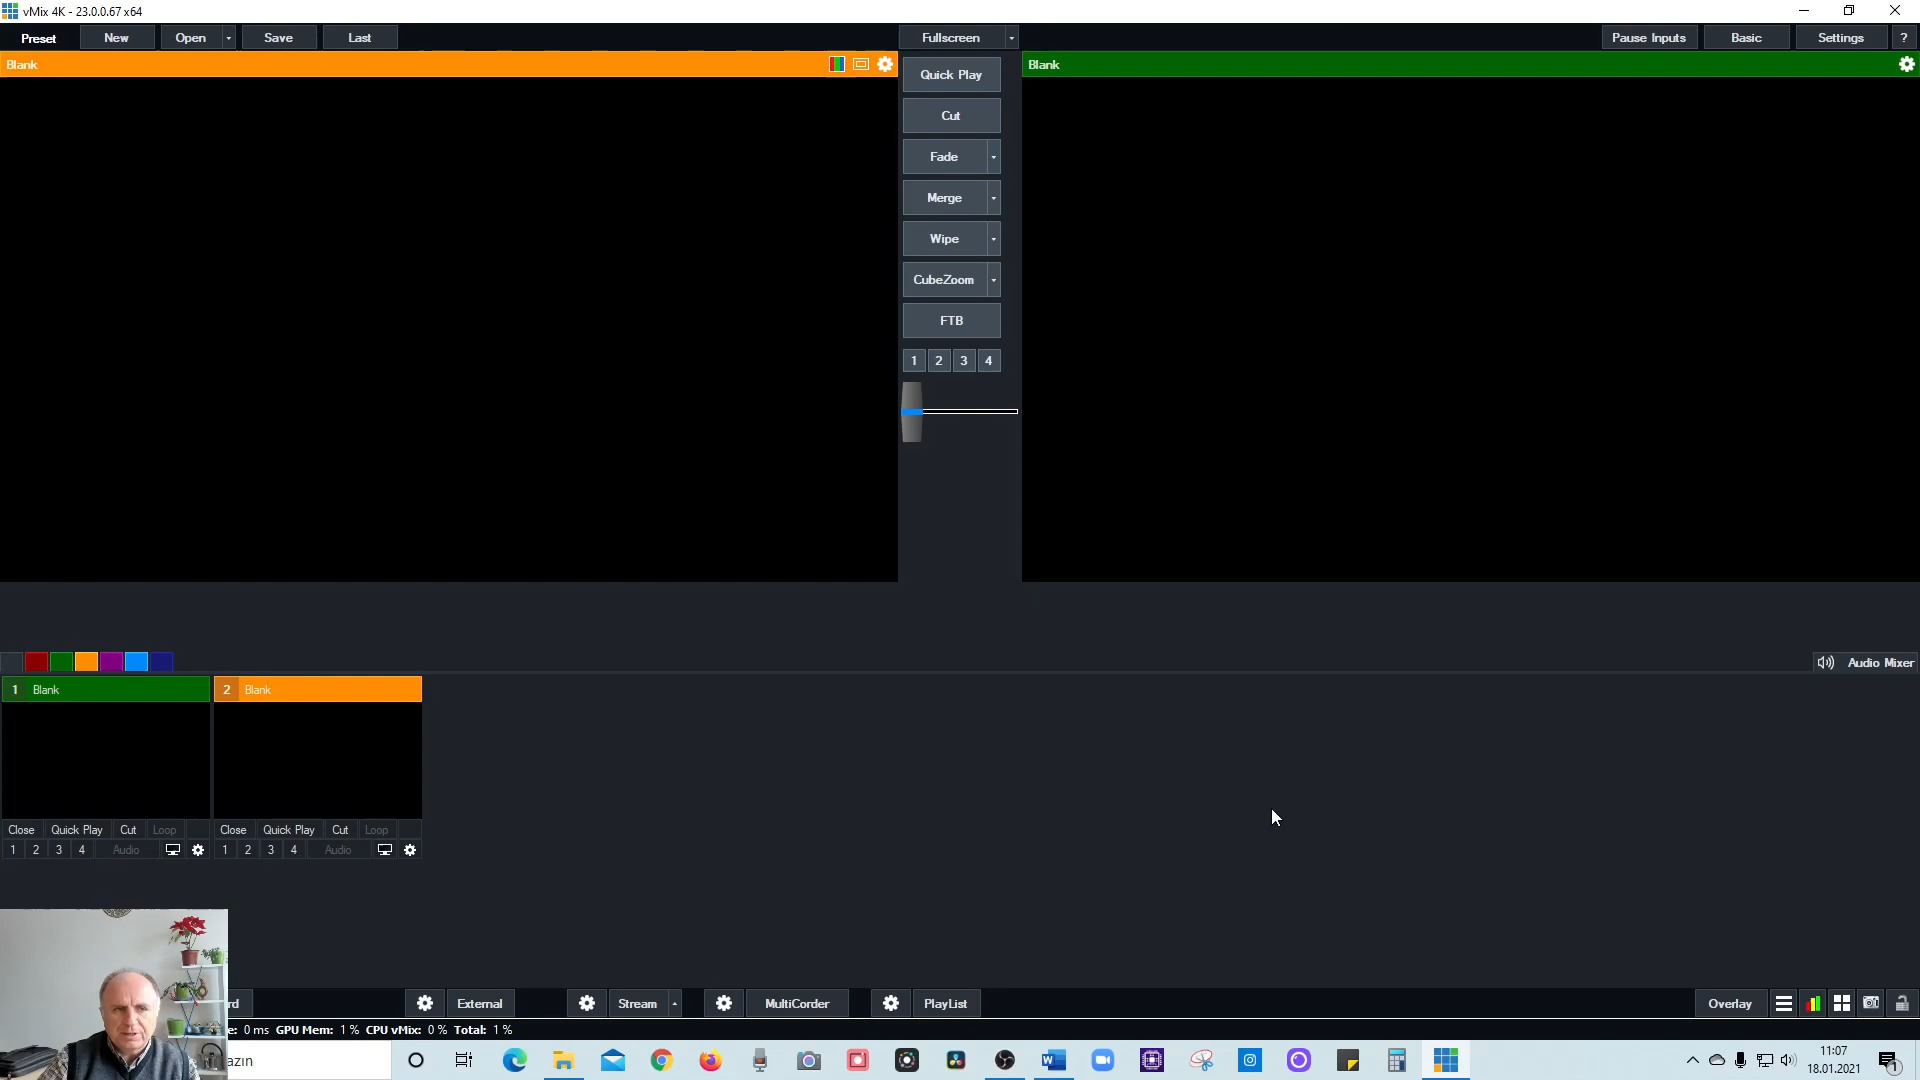 vMix 4K - 23.0.0.67 x64
Preset New Open Save Last Fullscreen Pause Inputs Basic Settings ?
Blank
Blank
Quick Play
Cut
Fade
Merge
Wipe
CubeZoom
FTB
1 2 3 4
Audio Mixer
1 Blank
2 Blank
Close Quick Play Cut Loop
Close Quick Play Cut Loop
1 2 3 4 Audio
1 2 3 4 Audio
rd External Stream MultiCorder PlayList Overlay
e: 0 ms GPU Mem: 1 % CPU vMix: 0 % Total: 1 %
azın
11:07
18.01.2021
1